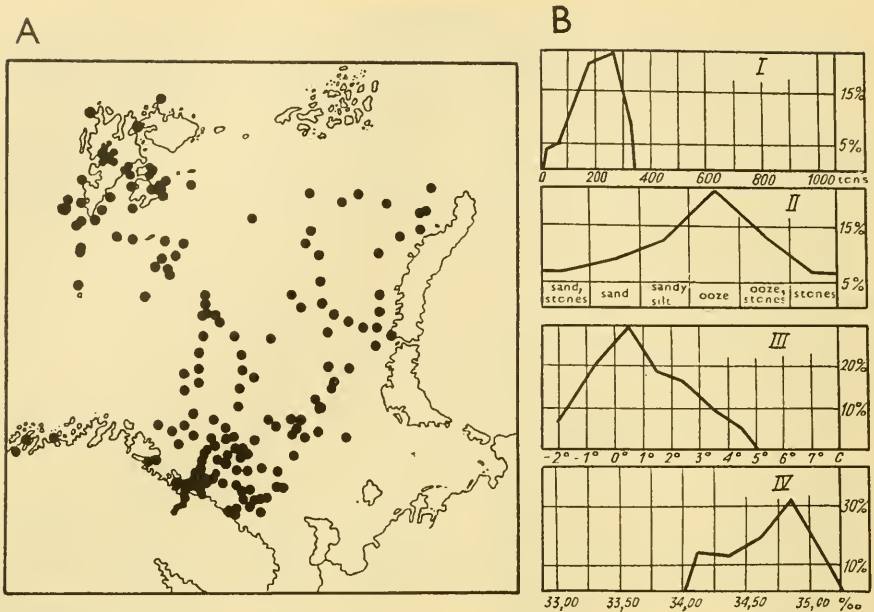 A
B
I
15%
5%
0 200 400 600 800 1000 tons
II
15%
5%
sand, stones sand sandy silt ooze ooze, stones stones
III
20%
10%
-2° -1° 0° 1° 2° 3° 4° 5° 6° 7° C
IV
30%
10%
33,00 33,50 34,00 34,50 35,00 ‰